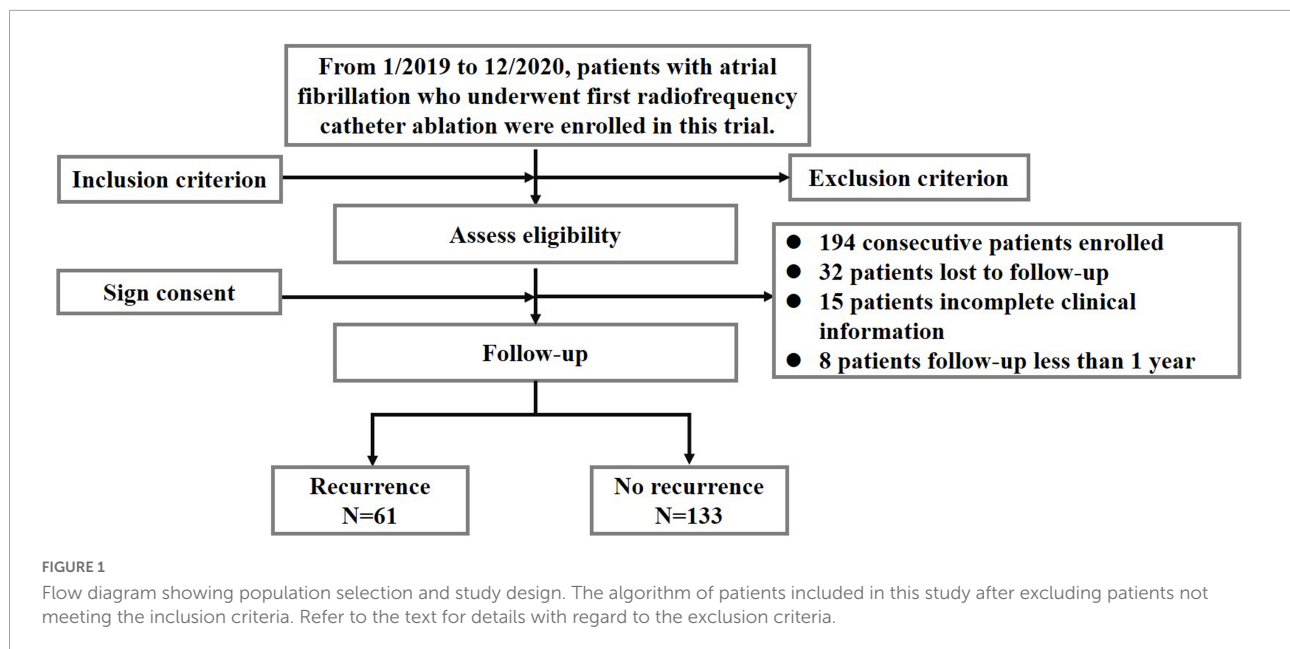 From 1/2019 to 12/2020, patients with atrial
fibrillation who underwent first radiofrequency
catheter ablation were enrolled in this trial.
Inclusion criterion
Exclusion criterion
Assess eligibility
● 194 consecutive patients enrolled
● 32 patients lost to follow-up
● 15 patients incomplete clinical
information
● 8 patients follow-up less than 1 year
Sign consent
Follow-up
Recurrence
N=61
No recurrence
N=133
FIGURE 1
Flow diagram showing population selection and study design. The algorithm of patients included in this study after excluding patients not
meeting the inclusion criteria. Refer to the text for details with regard to the exclusion criteria.